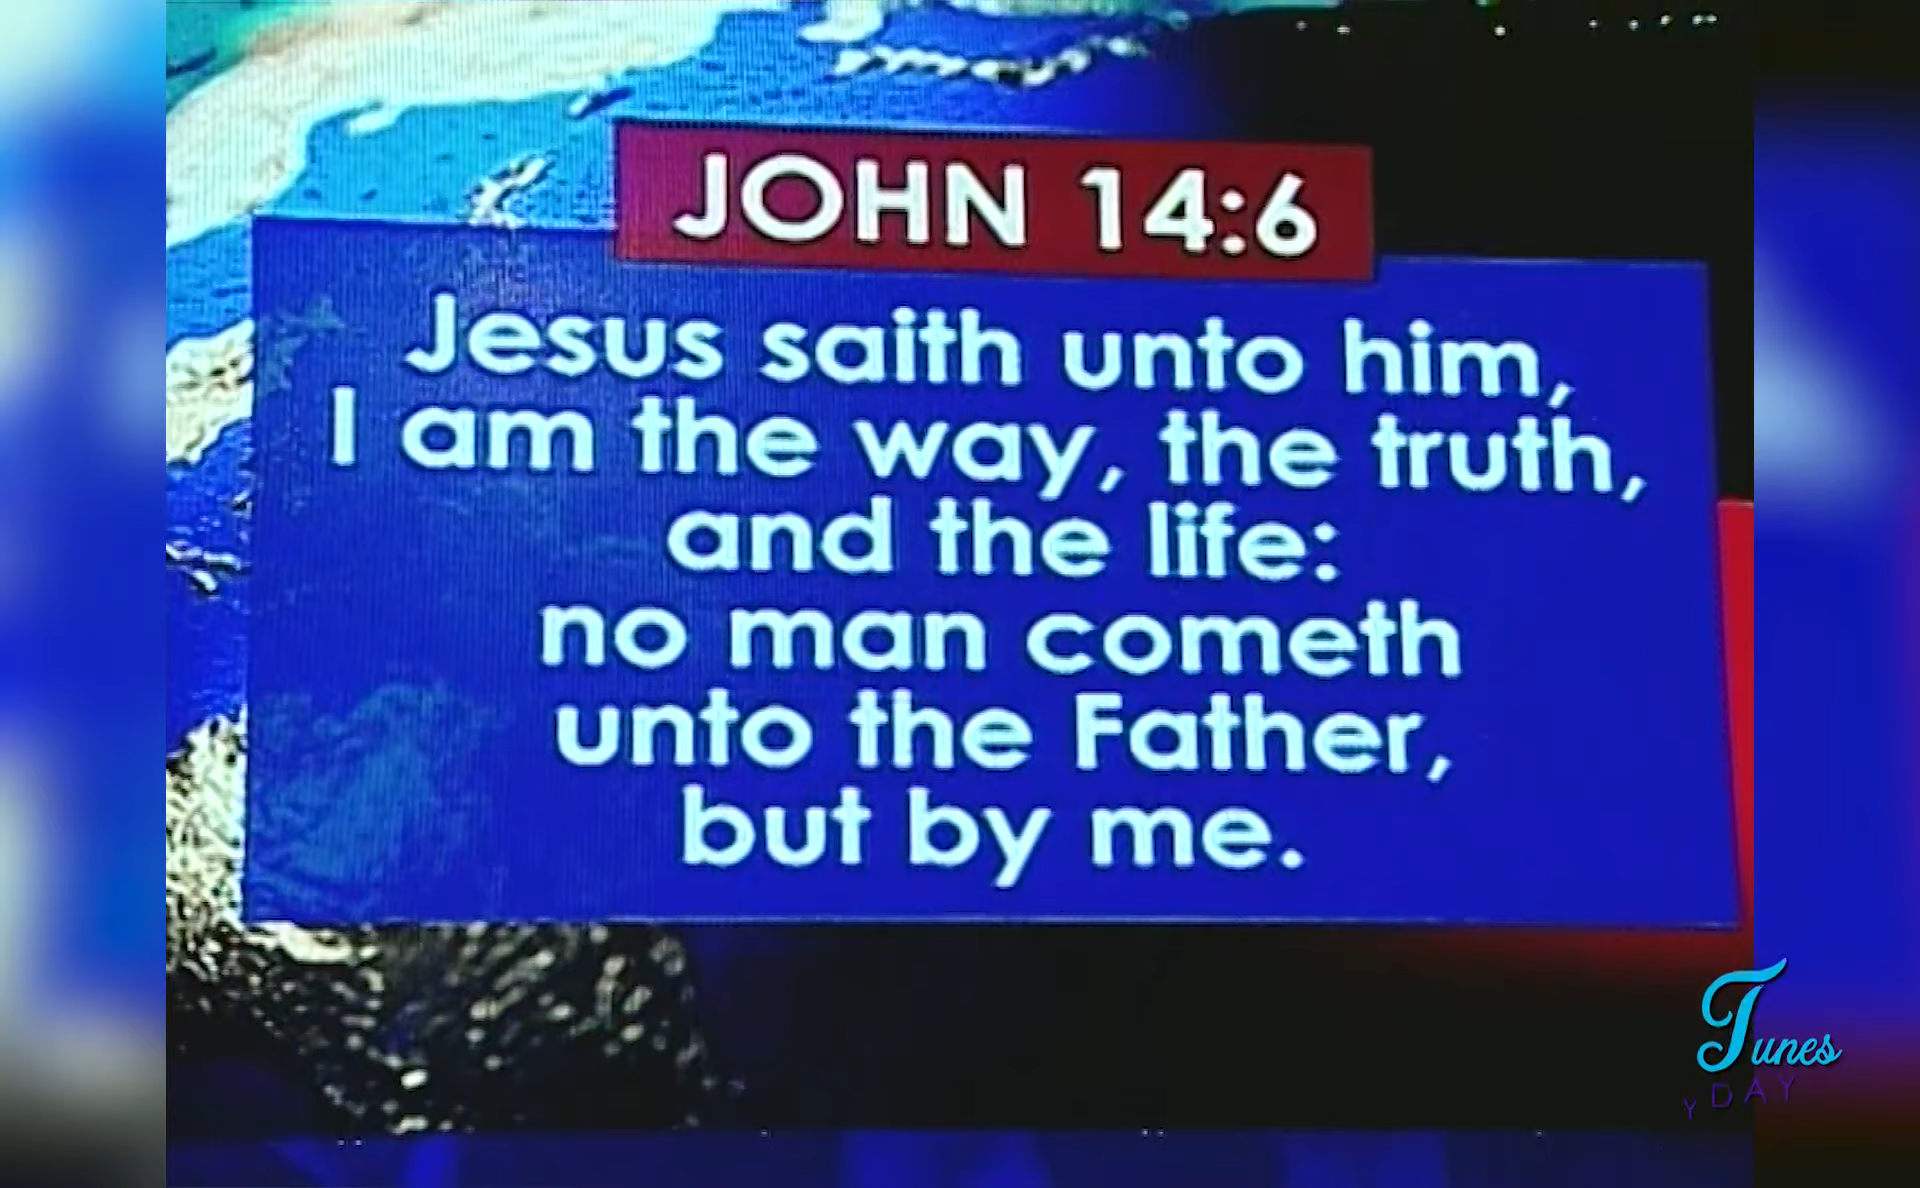 JOHN 14:6
Jesus saith unto him,
I am the way, the truth,
and the life:
no man cometh
unto the Father,
but by me.
Tunes
Y DAY